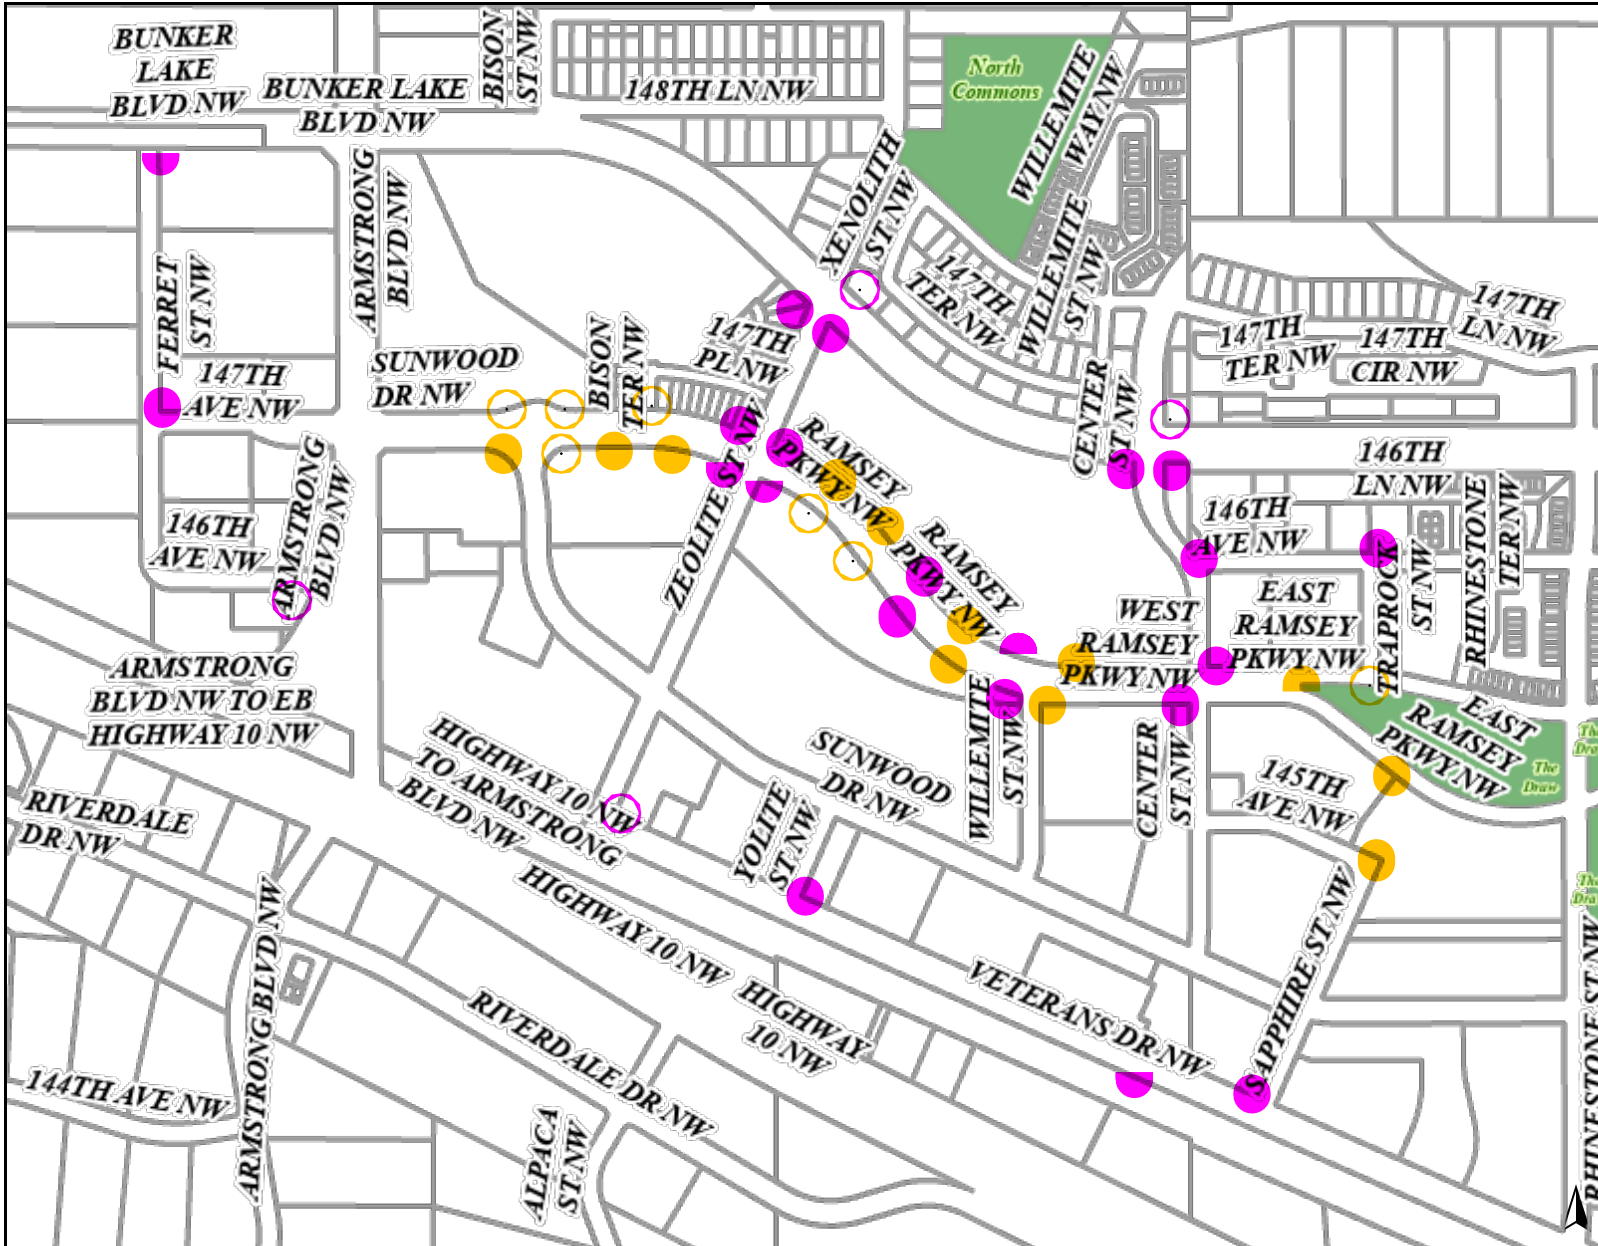 BUNKER
LAKE
BLVD NW
BUNKER LAKE
BLVD NW
BISON
ST NW
148TH LN NW
North
Commons
WILLEMITE
WAY NW
XENOLITH
ST NW
ARMSTRONG
BLVD NW
FERRET
ST NW
147TH
TER NW
WILLEMITE
ST NW
147TH
LN NW
147TH
TER NW
147TH
CIR NW
SUNWOOD
DR NW
BISON
TER NW
147TH
PL NW
147TH
AVE NW
CENTER
ST NW
RAMSEY
PKWY NW
146TH
LN NW
ARMSTRONG
BLVD NW
ZEOLITE ST NW
146TH
AVE NW
146TH
AVE NW
RAMSEY
PKWY NW
TRAPROCK
ST NW
RHINESTONE
TER NW
WEST
RAMSEY
PKWY NW
EAST
RAMSEY
PKWY NW
ARMSTRONG
BLVD NW TO EB
HIGHWAY 10 NW
WILLEMITE
ST NW
EAST
RAMSEY
PKWY NW
The
Draw
CENTER
ST NW
145TH
AVE NW
HIGHWAY 10 NW
TO ARMSTRONG
BLVD NW
SUNWOOD
DR NW
RIVERDALE
DR NW
YOLITE
ST NW
HIGHWAY 10 NW
ARMSTRONG BLVD NW
SAPPHIRE ST NW
VETERANS DR NW
HIGHWAY
10 NW
RIVERDALE DR NW
RHINESTONE ST NW
144TH AVE NW
ALPACA
ST NW